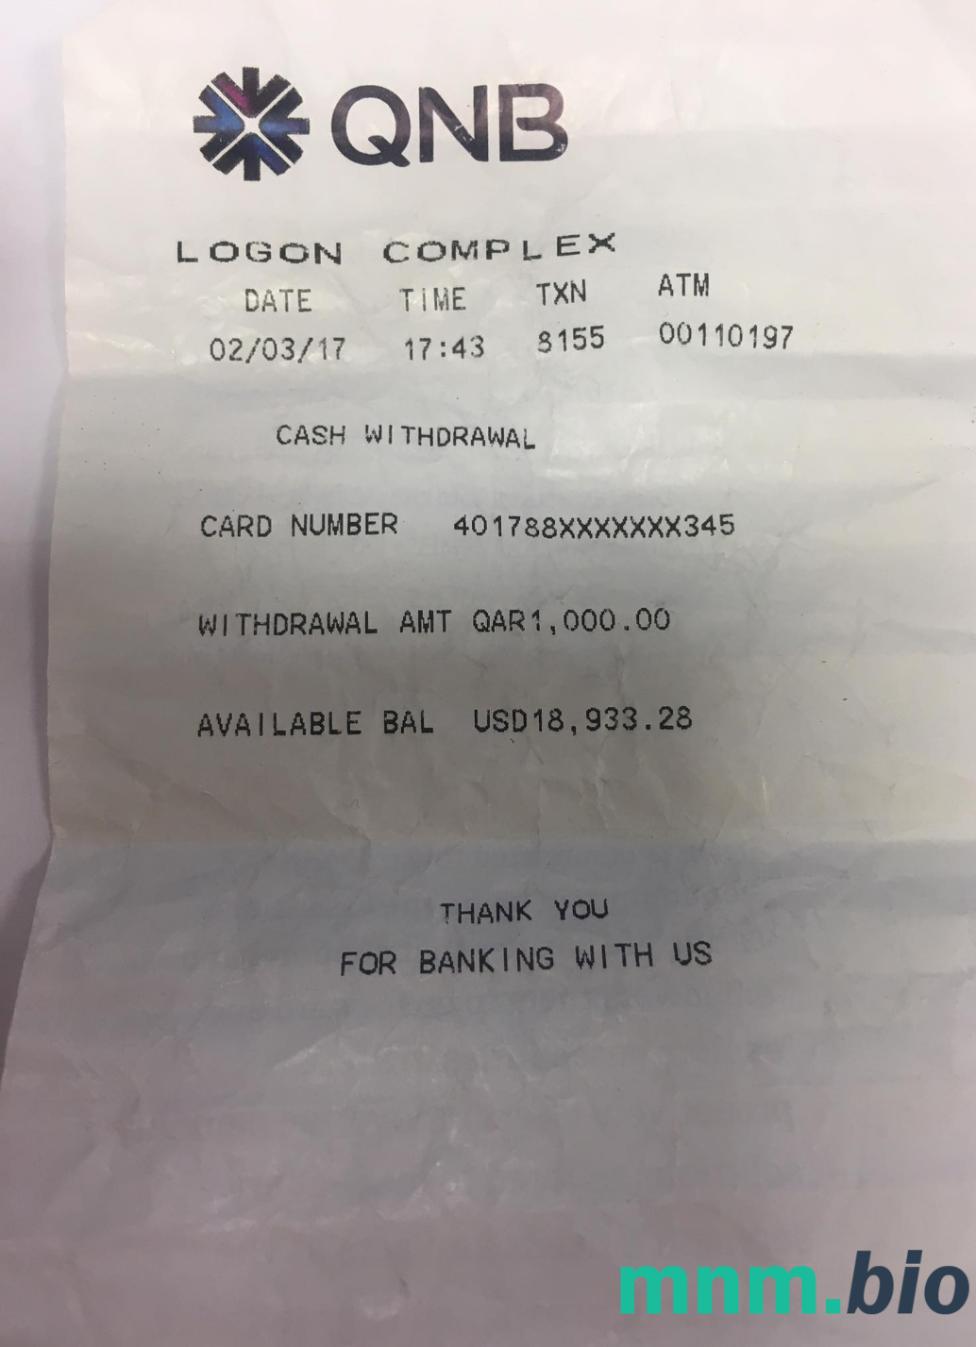 QNB
LOGON COMPLEX
DATE TIME TXN ATM
02/03/17 17:43 8155 00110197
CASH WITHDRAWAL
CARD NUMBER 401788XXXXXXX345
WITHDRAWAL AMT QAR1,000.00
AVAILABLE BAL USD18,933.28
THANK YOU
FOR BANKING WITH US
mnm.bio